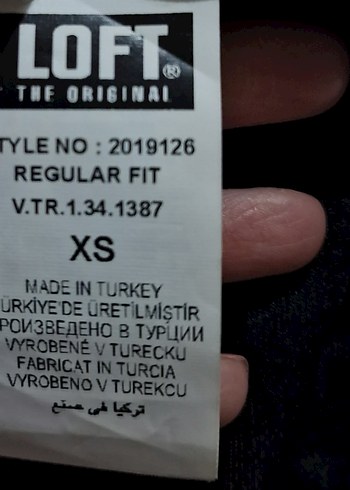 LOFT®
THE ORIGINAL
TYLE NO : 2019126
REGULAR FIT
V.TR.1.34.1387
XS
MADE IN TURKEY
ÜRKİYE'DE ÜRETİLMİŞTİR
РОИЗВЕДЕНО В ТУРЦИИ
VYROBENÉ V TURECKU
FABRICAT IN TURCIA
VYROBENO V TUREKCU
تركيا في صنع